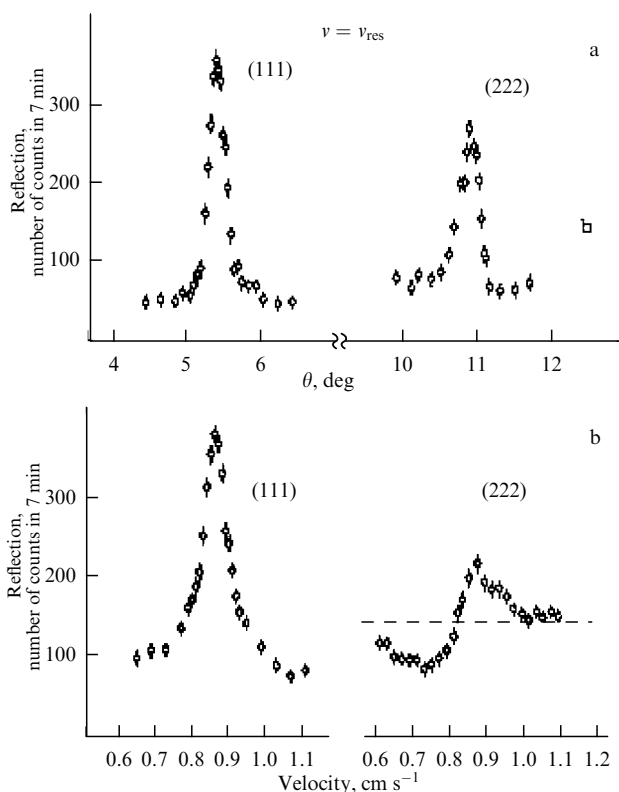 v = v_res
a
(111)
(222)
Reflection,
number of counts in 7 min
300
200
100
4 5 6 10 11 12
θ, deg
b
(111)
(222)
Reflection,
number of counts in 7 min
300
200
100
0.6 0.7 0.8 0.9 1.0 1.1 0.6 0.7 0.8 0.9 1.0 1.1 1.2
Velocity, cm s⁻¹